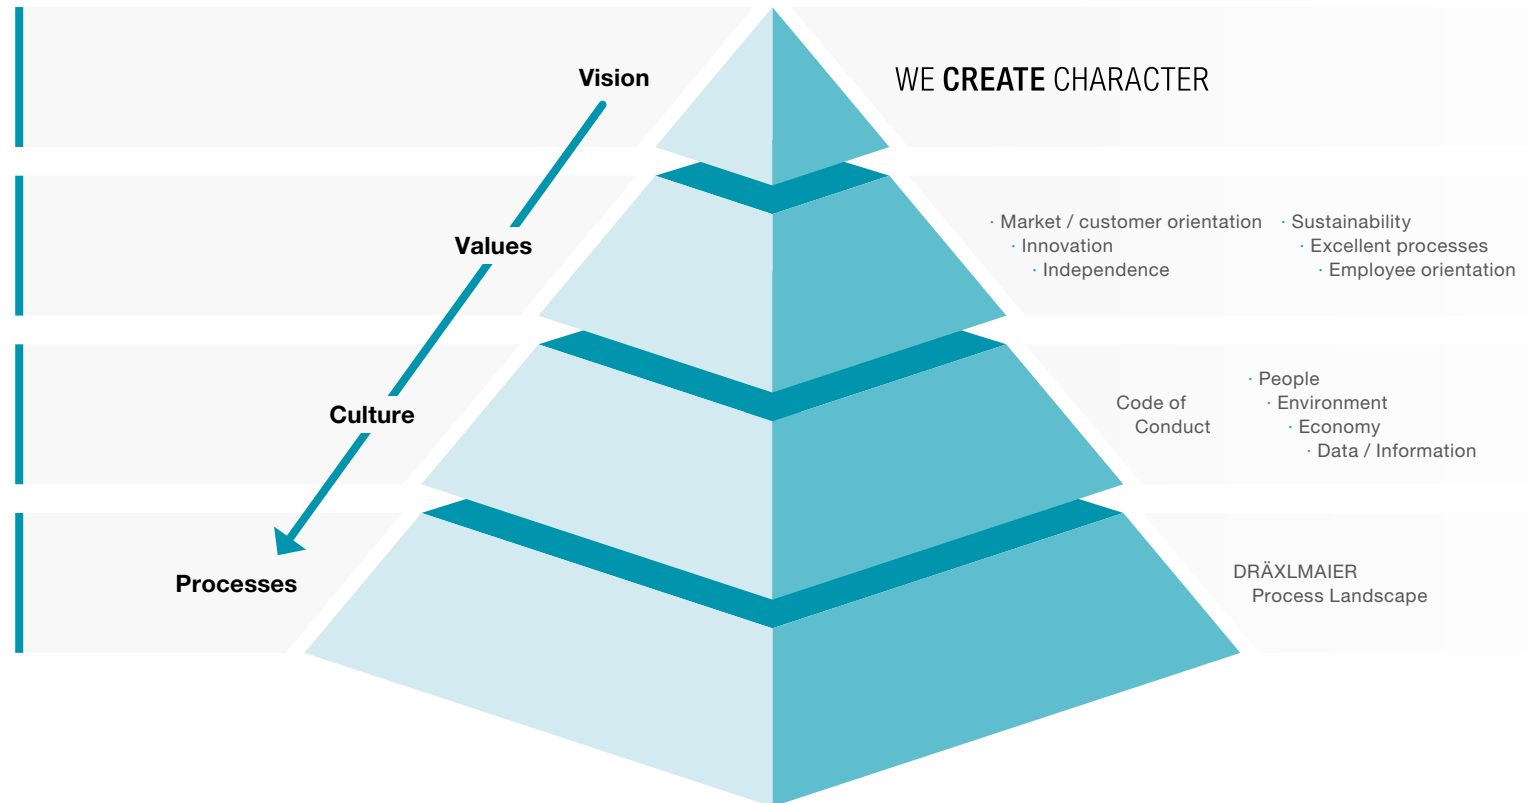 Vision
WE CREATE CHARACTER
Values
· Market / customer orientation
· Innovation
· Independence
· Sustainability
· Excellent processes
· Employee orientation
Culture
Code of
Conduct
· People
· Environment
· Economy
· Data / Information
Processes
DRÄXLMAIER
Process Landscape